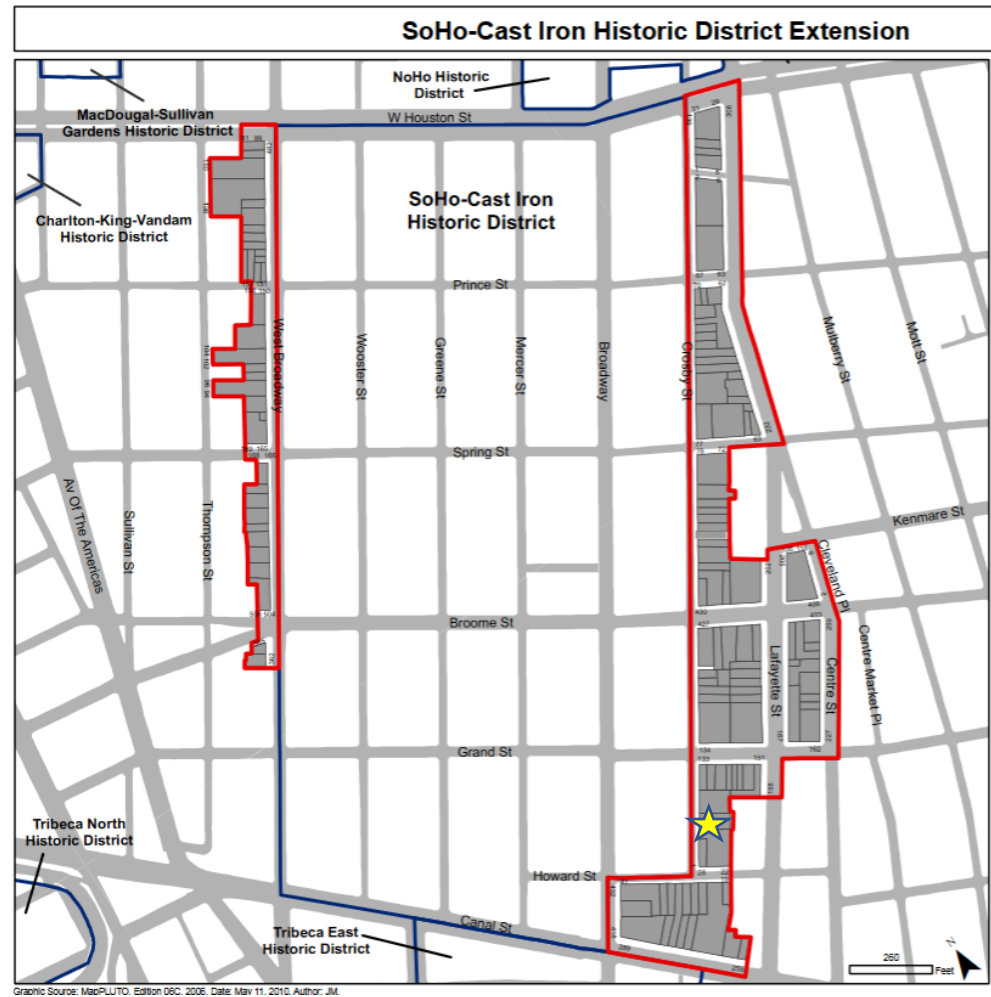 SoHo-Cast Iron Historic District Extension
NoHo Historic
District
MacDougal-Sullivan
Gardens Historic District
W Houston St
Charlton-King-Vandam
Historic District
SoHo-Cast Iron
Historic District
Prince St
West Broadway
Wooster St
Greene St
Mercer St
Broadway
Crosby St
Mulberry St
Mott St
Spring St
Av Of The Americas
Sullivan St
Thompson St
Kenmare St
Cleveland Pl
Broome St
Lafayette St
Centre St
Centre Market Pl
Grand St
Tribeca North
Historic District
Howard St
Canal St
Tribeca East
Historic District
260
Feet
N
Graphic Source: MapPLUTO, Edition 06C, 2006, Date: May 11, 2010. Author: JM.